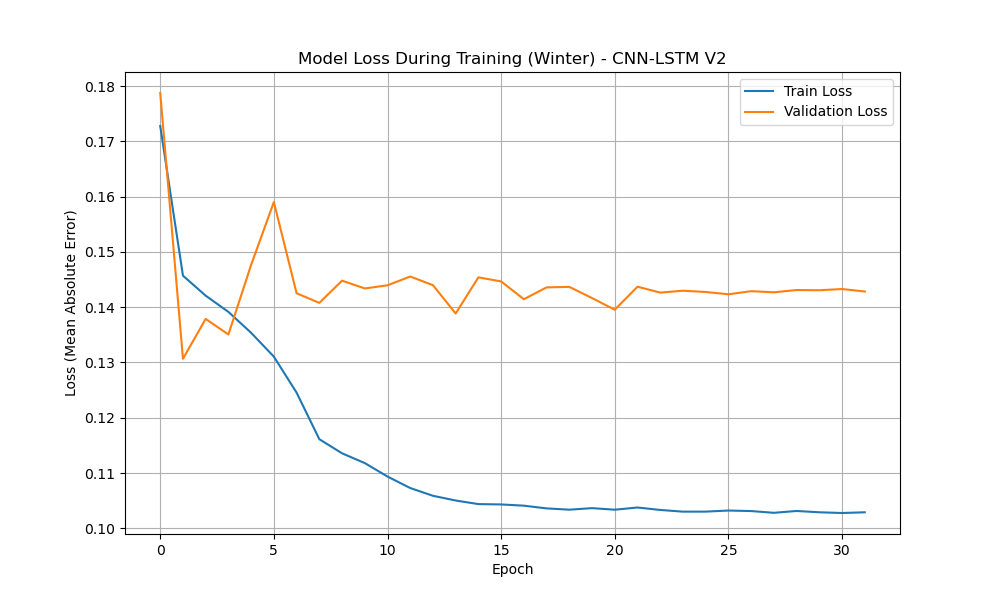 Model Loss During Training (Winter) - CNN-LSTM V2
Train Loss
Validation Loss
Loss (Mean Absolute Error)
0.18
0.17
0.16
0.15
0.14
0.13
0.12
0.11
0.10
0 5 10 15 20 25 30
Epoch